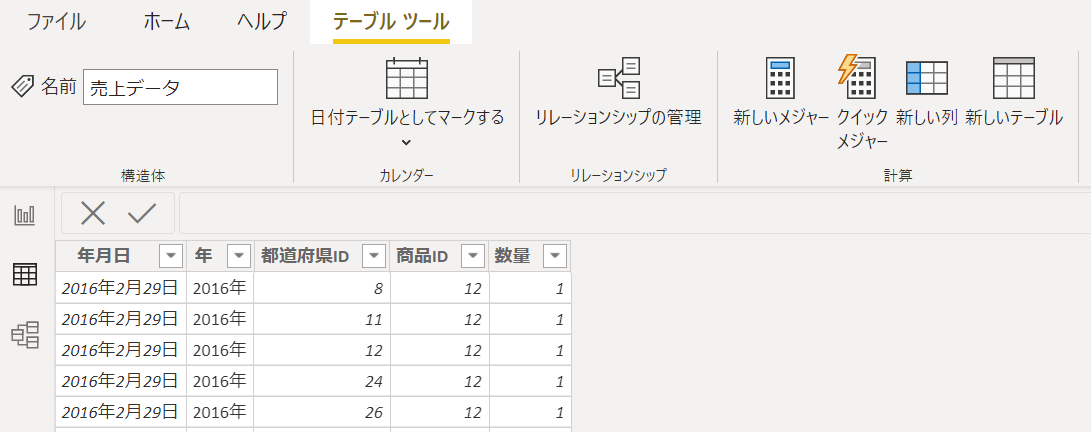 ファイル ホーム ヘルプ テーブル ツール
名前 売上データ
日付テーブルとしてマークする
リレーションシップの管理
新しいメジャー クイック メジャー 新しい列 新しいテーブル
構造体 カレンダー リレーションシップ 計算
年月日 年 都道府県ID 商品ID 数量
2016年2月29日 2016年 8 12 1
2016年2月29日 2016年 11 12 1
2016年2月29日 2016年 12 12 1
2016年2月29日 2016年 24 12 1
2016年2月29日 2016年 26 12 1